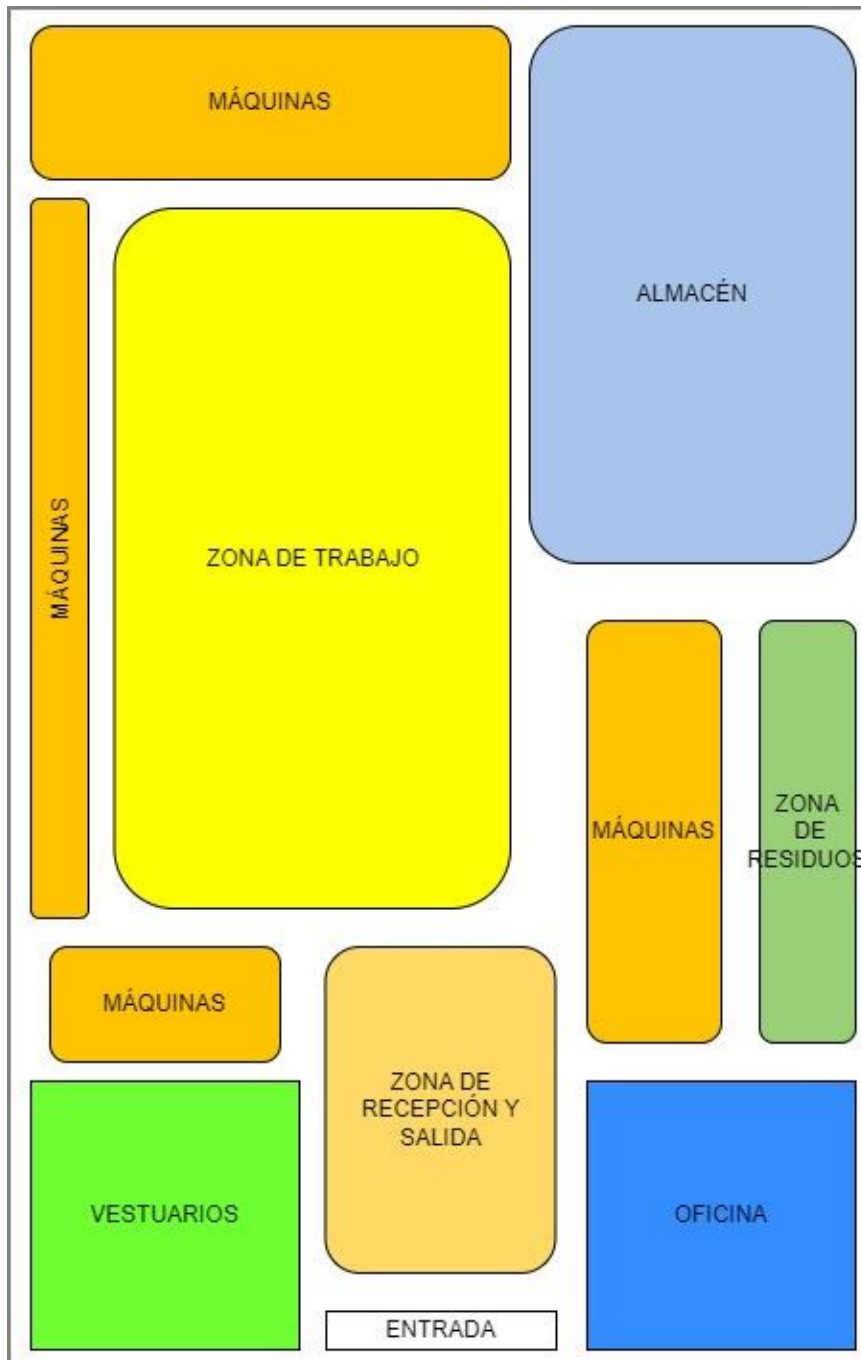 MÁQUINAS
ALMACÉN
MÁQUINAS
ZONA DE TRABAJO
MÁQUINAS
ZONA
DE
RESIDUOS
MÁQUINAS
ZONA DE
RECEPCIÓN Y
SALIDA
VESTUARIOS
OFICINA
ENTRADA